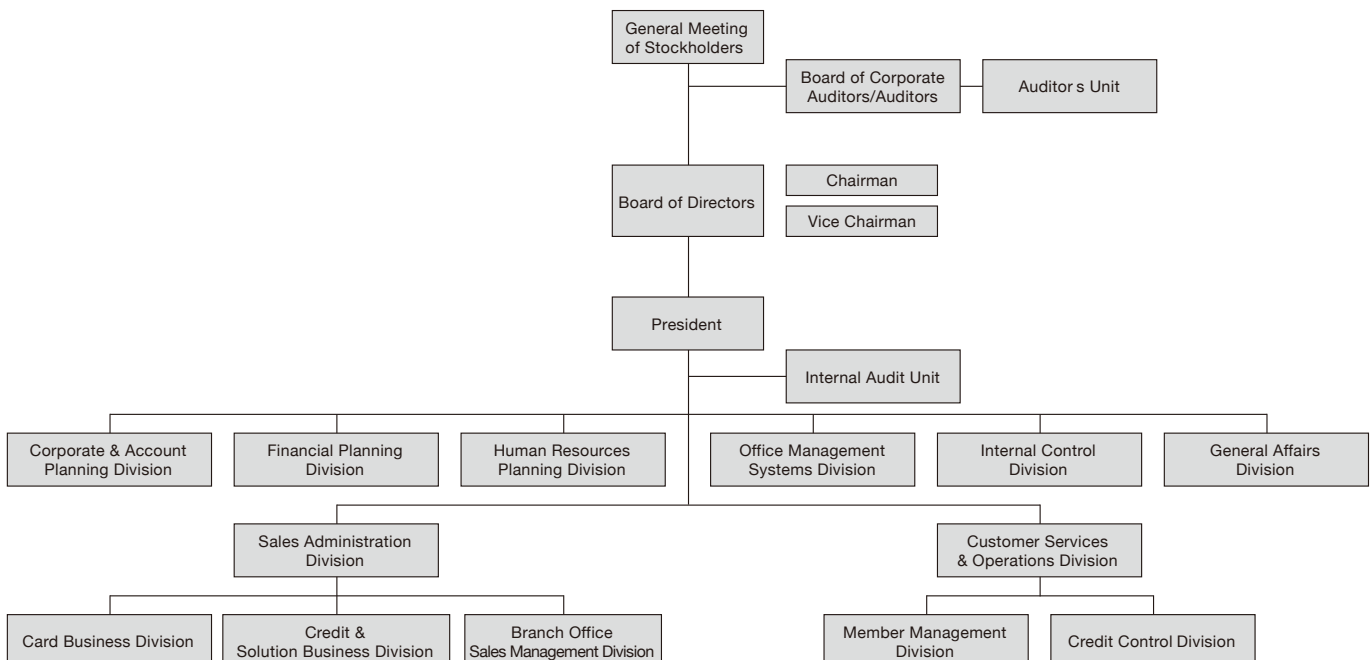 General Meeting
of Stockholders
Board of Corporate
Auditors/Auditors
Auditor s Unit
Board of Directors
Chairman
Vice Chairman
President
Internal Audit Unit
Corporate & Account
Planning Division
Financial Planning
Division
Human Resources
Planning Division
Office Management
Systems Division
Internal Control
Division
General Affairs
Division
Sales Administration
Division
Customer Services
& Operations Division
Card Business Division
Credit &
Solution Business Division
Branch Office
Sales Management Division
Member Management
Division
Credit Control Division